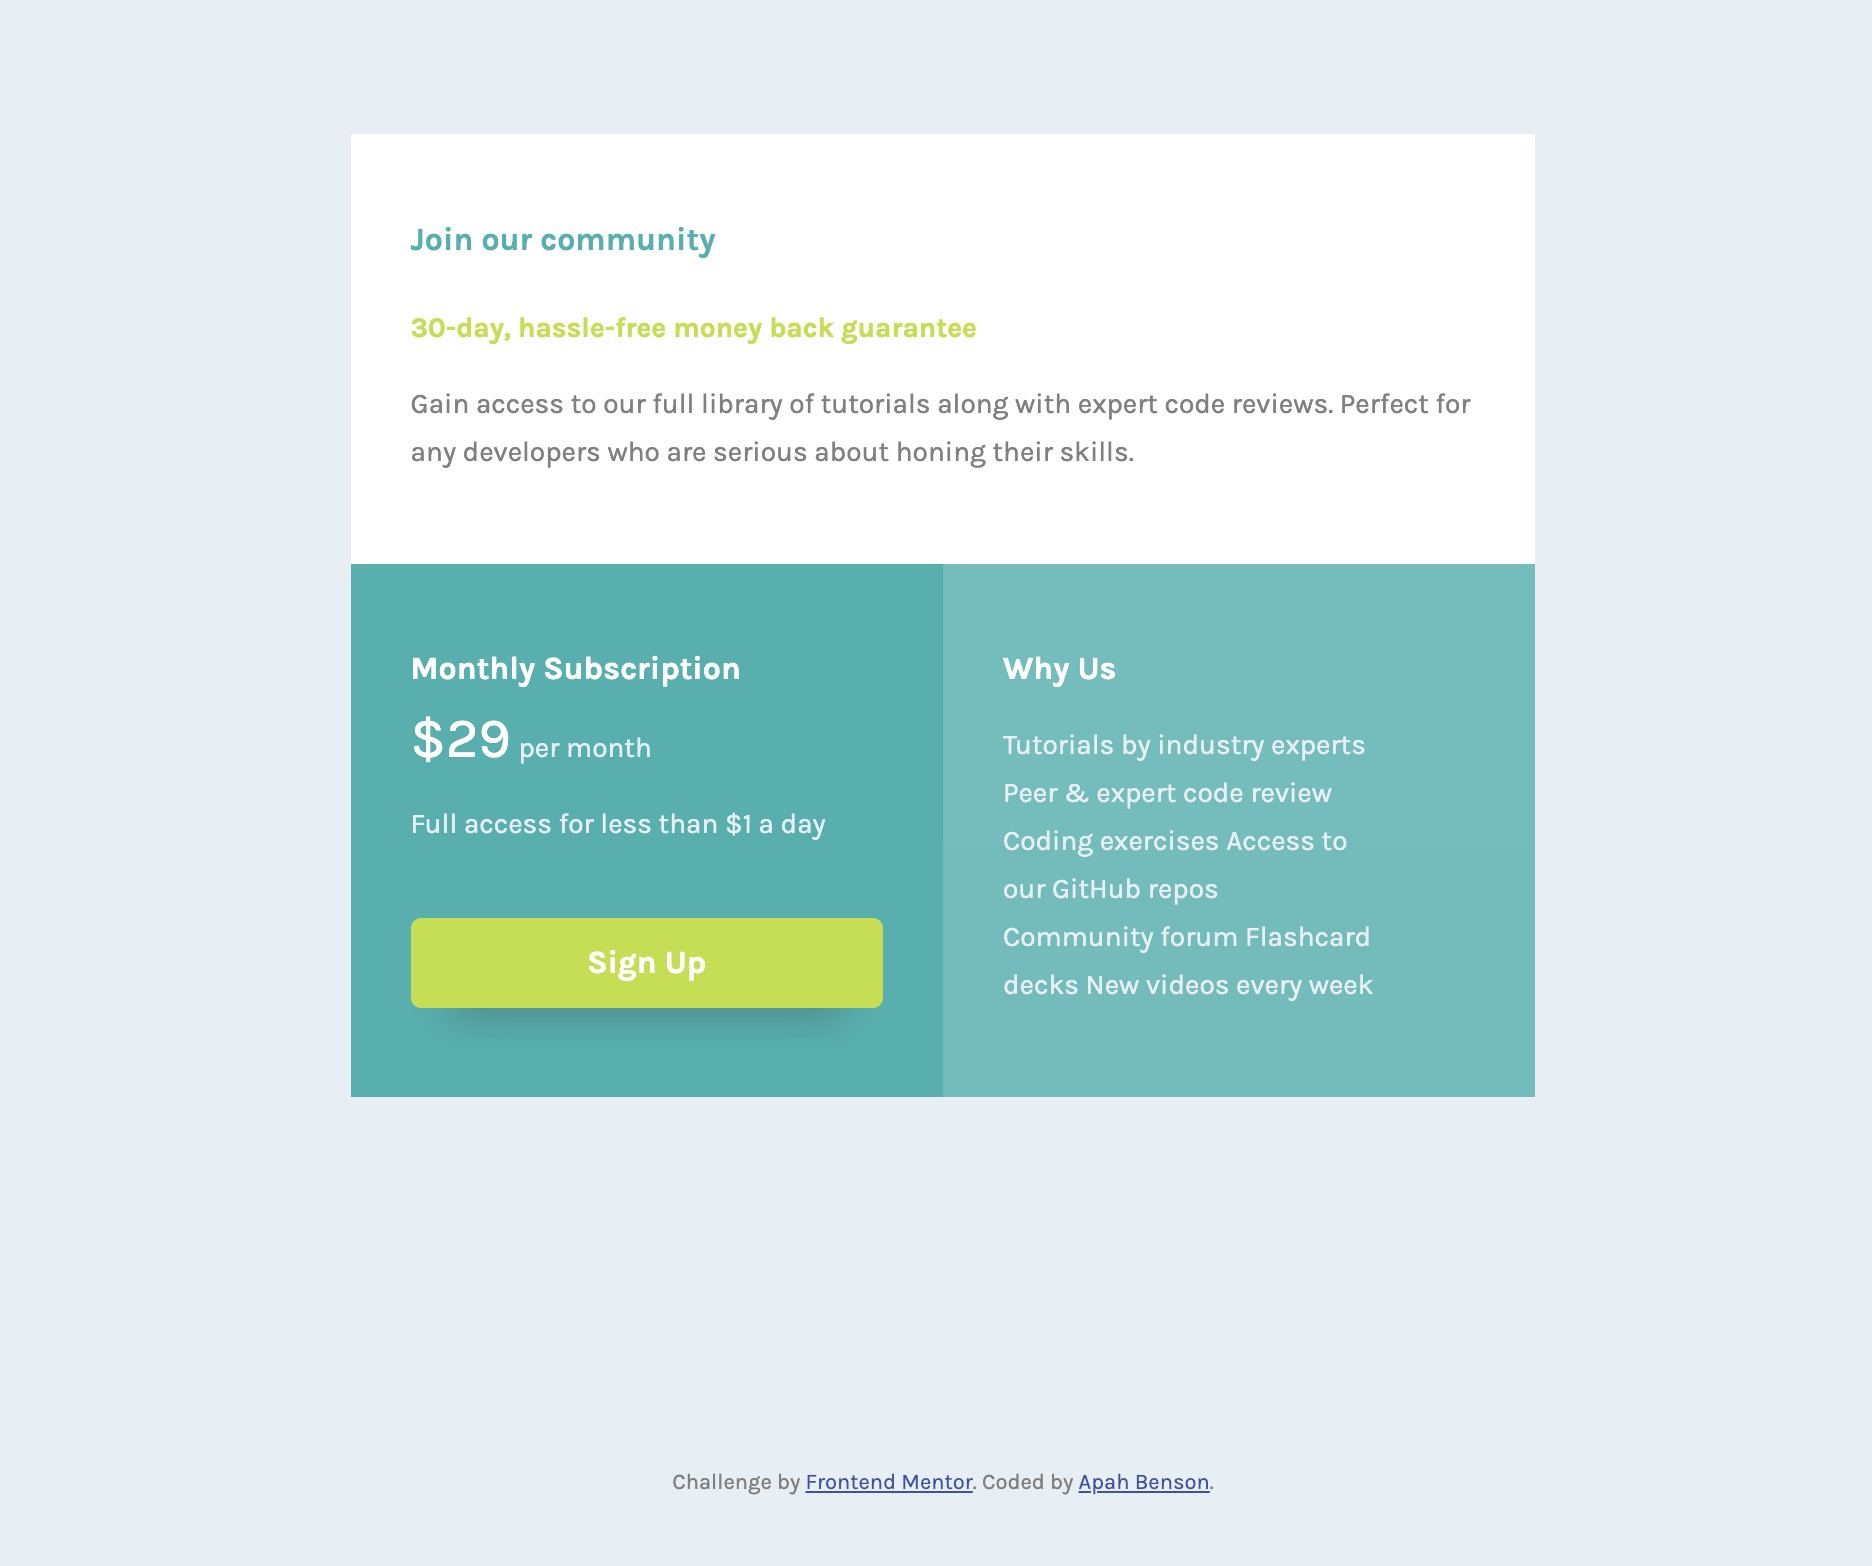 Join our community
30-day, hassle-free money back guarantee
Gain access to our full library of tutorials along with expert code reviews. Perfect for
any developers who are serious about honing their skills.
Monthly Subscription
$29 per month
Full access for less than $1 a day
Sign Up
Why Us
Tutorials by industry experts
Peer & expert code review
Coding exercises Access to
our GitHub repos
Community forum Flashcard
decks New videos every week
Challenge by Frontend Mentor. Coded by Apah Benson.